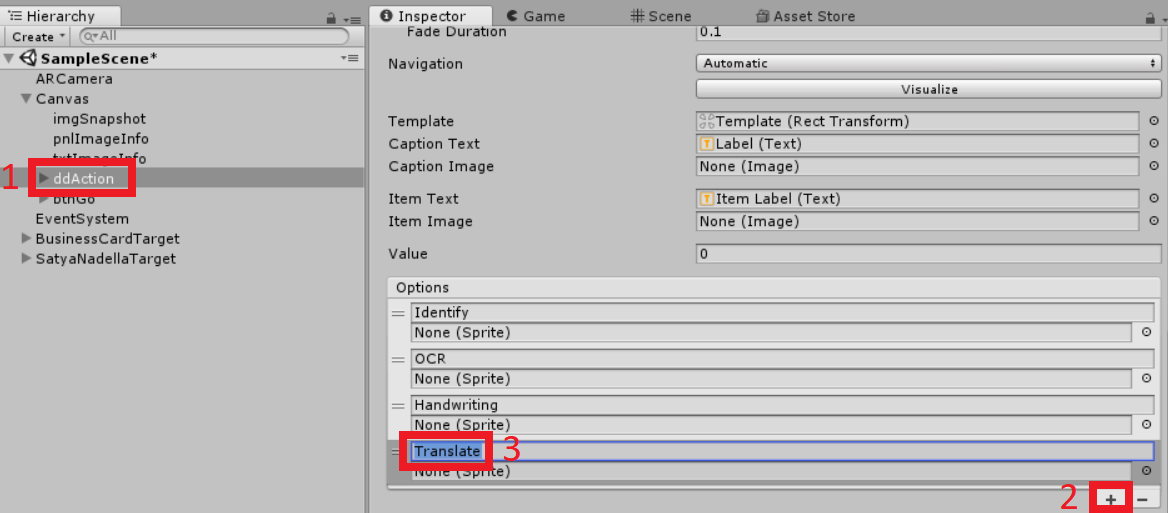 Hierarchy
Create
All
SampleScene*
ARCamera
Canvas
imgSnapshot
pnlImageInfo
txtImageInfo
1
ddAction
btnGo
EventSystem
BusinessCardTarget
SatyaNadellaTarget
Inspector Game Scene Asset Store
Fade Duration 0.1
Navigation Automatic
Visualize
Template Template (Rect Transform)
Caption Text Label (Text)
Caption Image None (Image)
Item Text Item Label (Text)
Item Image None (Image)
Value 0
Options
Identify
None (Sprite)
OCR
None (Sprite)
Handwriting
None (Sprite)
Translate 3
None (Sprite)
2 + −